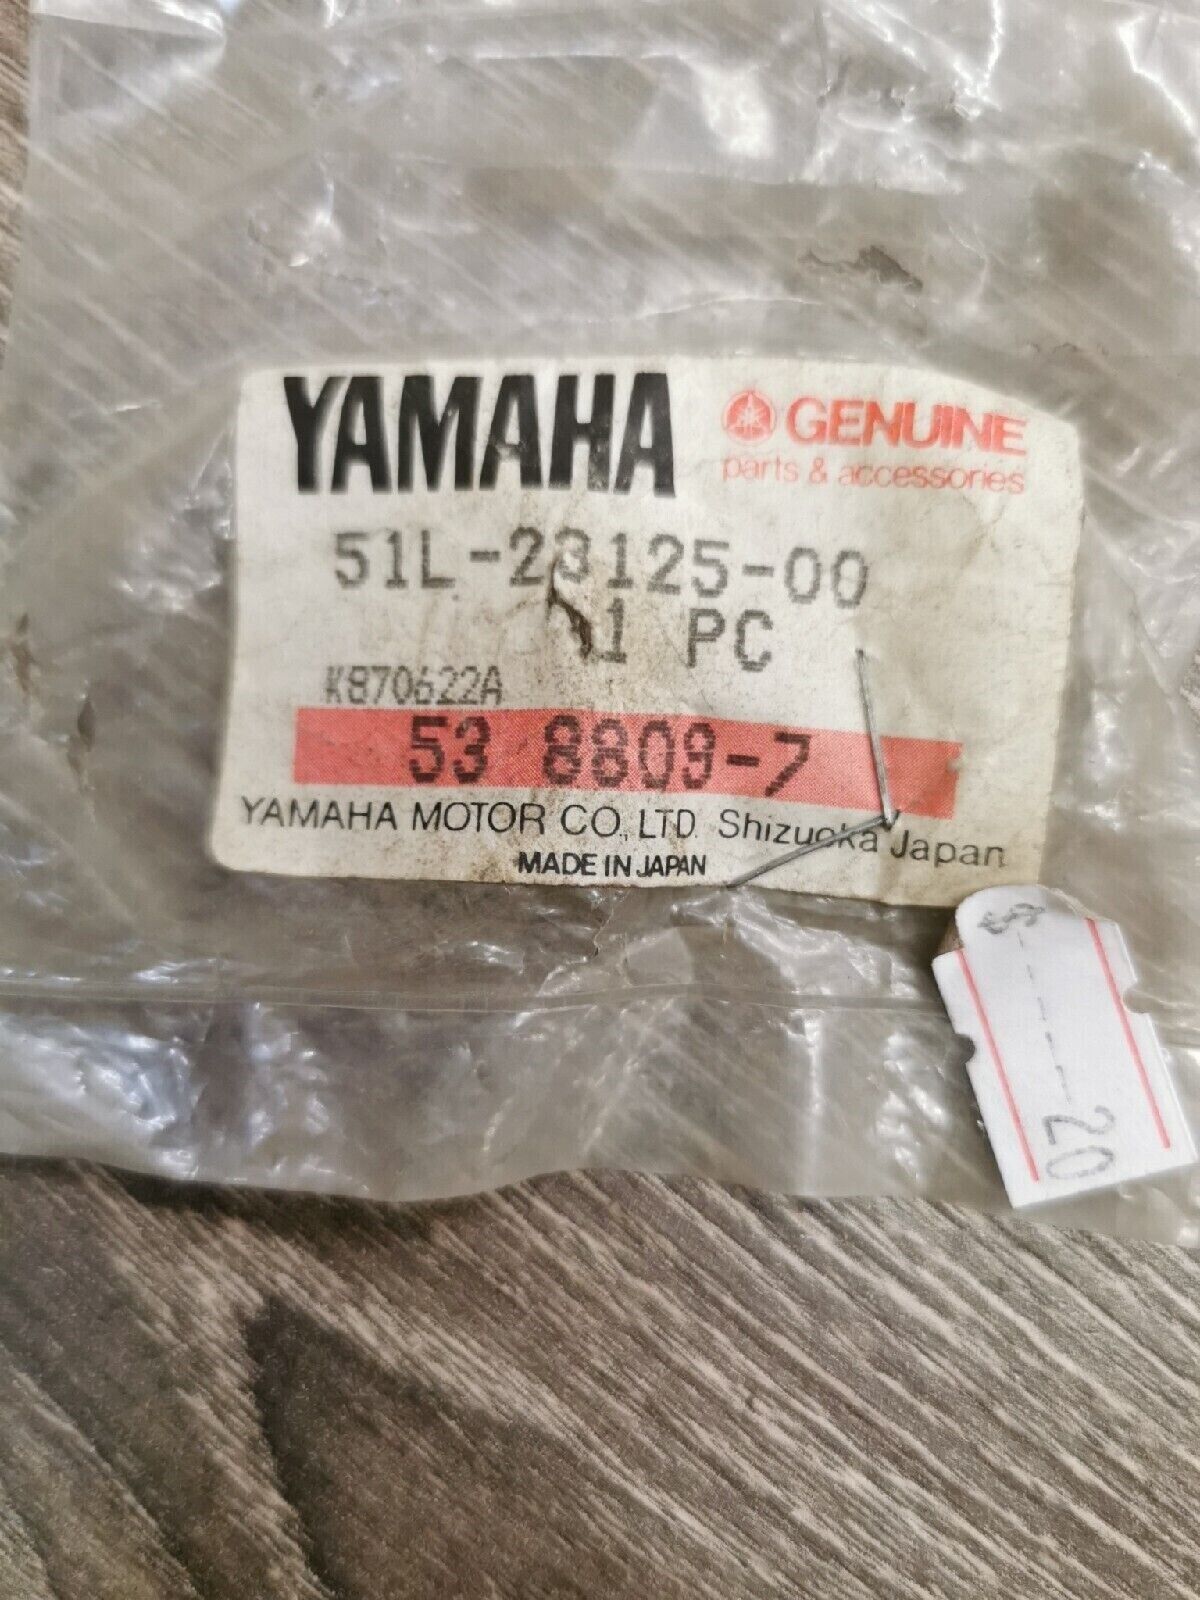 YAMAHA GENUINE
parts & accessories
51L-23125-00
1 PC
K870622A
53 8809-7
YAMAHA MOTOR CO., LTD. Shizuoka Japan
MADE IN JAPAN
20